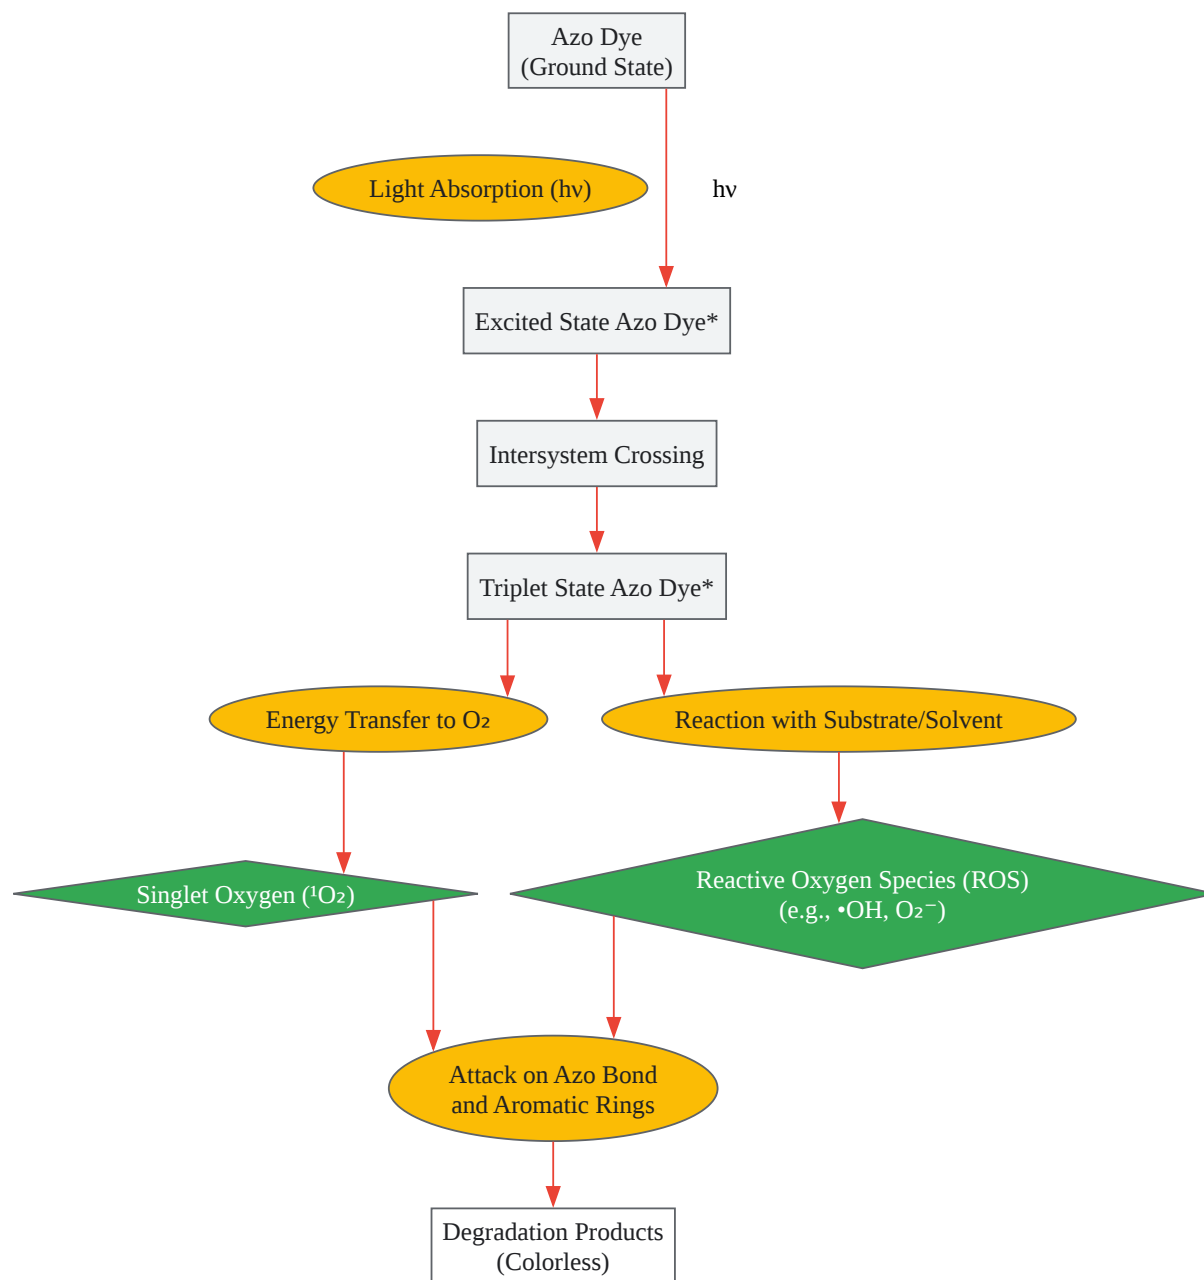 Azo Dye
(Ground State)
Light Absorption (hν)
hν
Excited State Azo Dye*
Intersystem Crossing
Triplet State Azo Dye*
Energy Transfer to O₂
Reaction with Substrate/Solvent
Singlet Oxygen (¹O₂)
Reactive Oxygen Species (ROS)
(e.g., •OH, O₂⁻)
Attack on Azo Bond
and Aromatic Rings
Degradation Products
(Colorless)